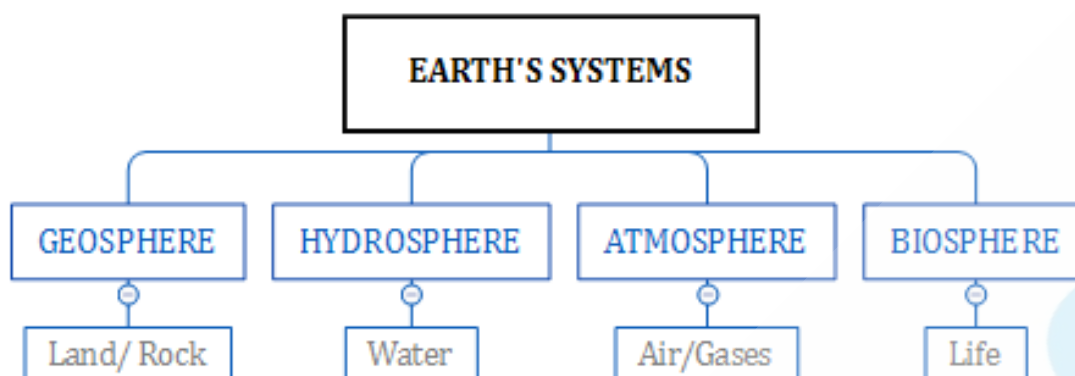 EARTH'S SYSTEMS
GEOSPHERE
HYDROSPHERE
ATMOSPHERE
BIOSPHERE
Land/ Rock
Water
Air/Gases
Life